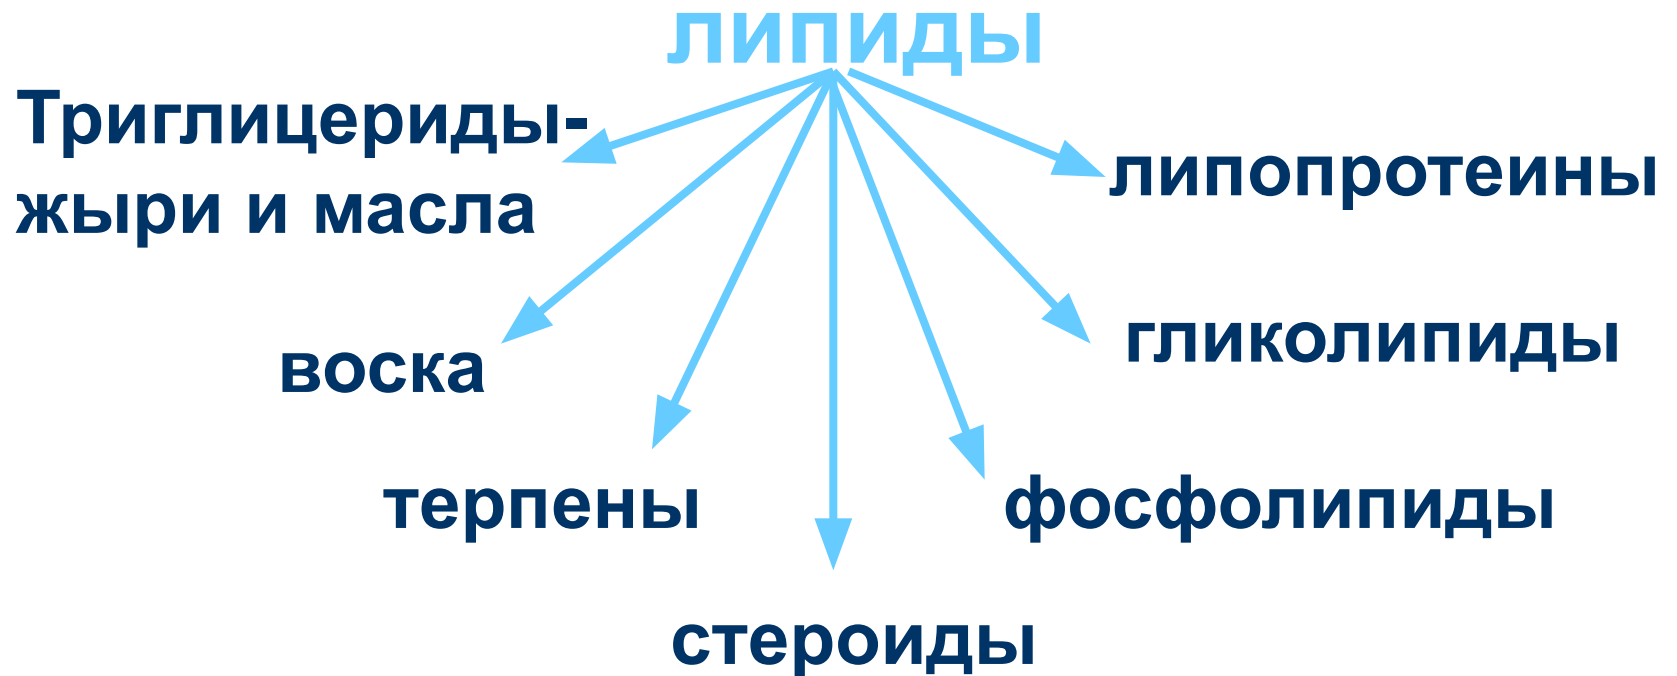 липиды
Триглицериды-
жыри и масла
липопротеины
воска
гликолипиды
терпены
фосфолипиды
стероиды